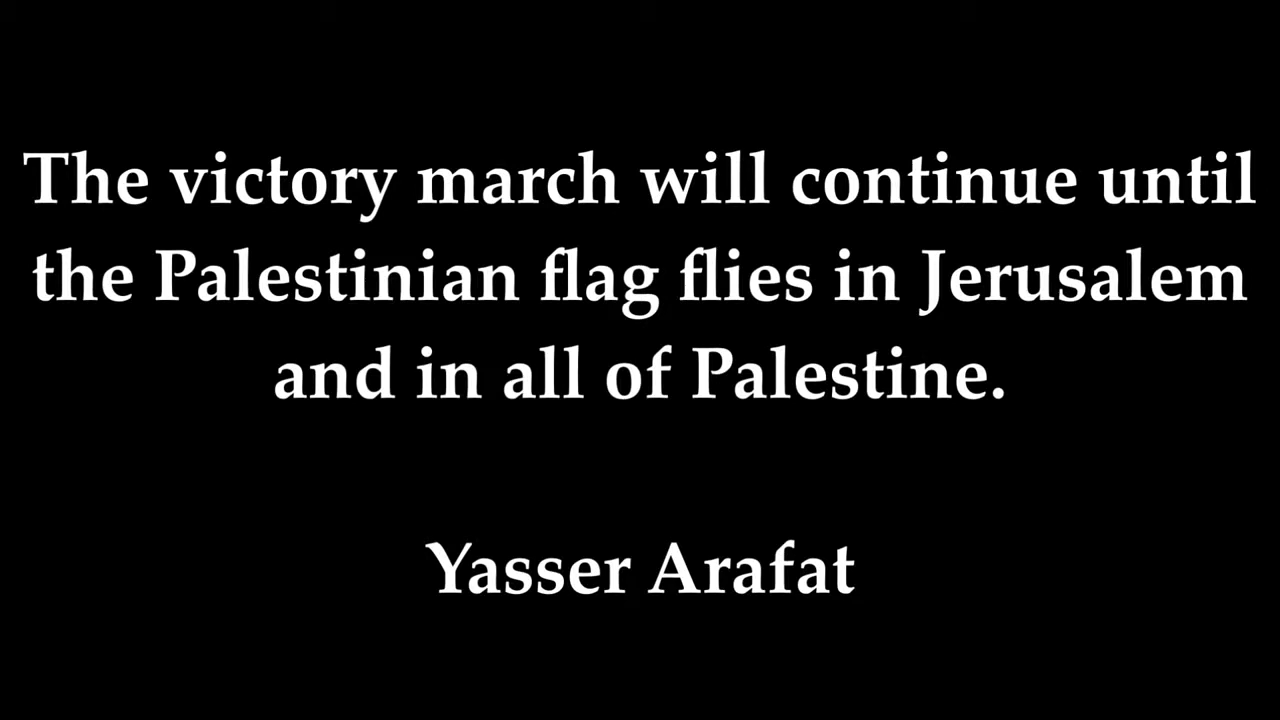 The victory march will continue until
the Palestinian flag flies in Jerusalem
and in all of Palestine.
Yasser Arafat